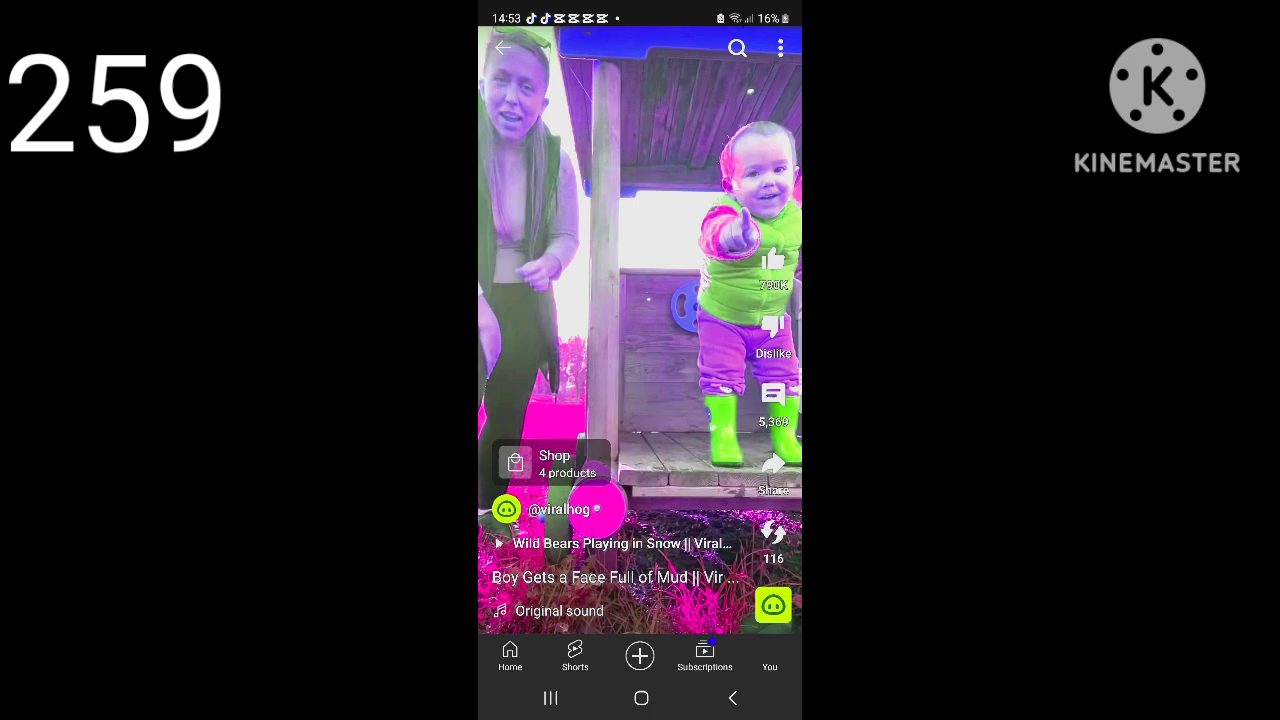 259
14:53
16%
KINEMASTER
790K
Dislike
5,369
Share
116
Shop
4 products
@viralhog
Wild Bears Playing in Snow || Viral...
Boy Gets a Face Full of Mud || Vir ...
Original sound
Home
Shorts
Subscriptions
You